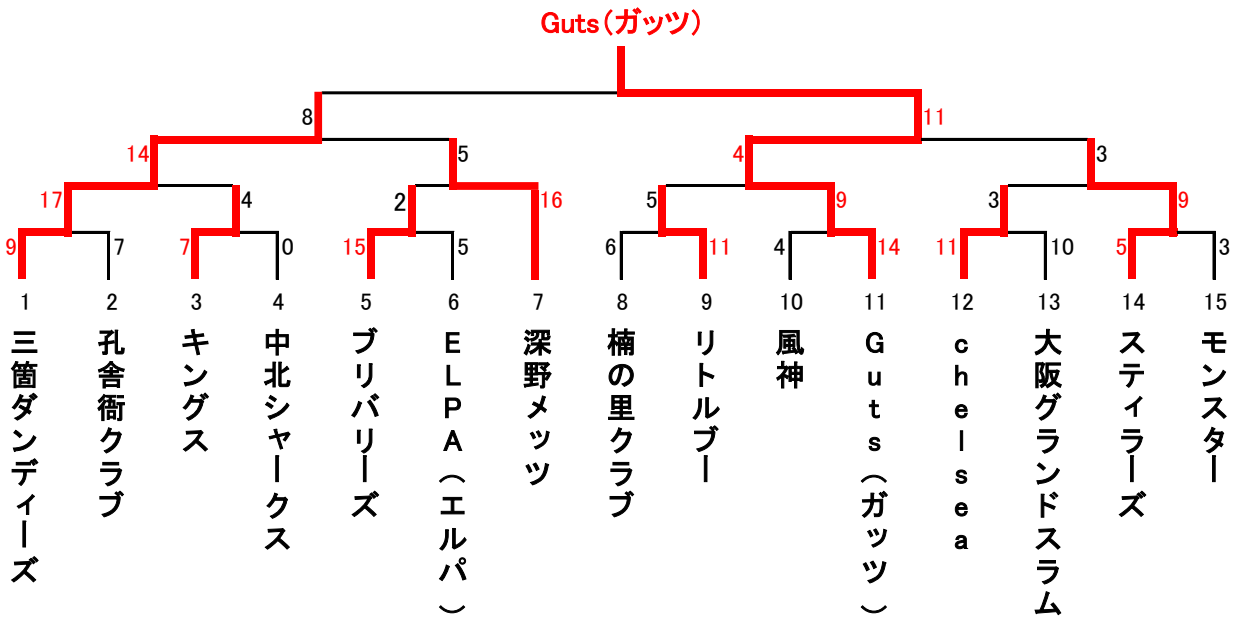 Guts(ガッツ)
8
11
14
5
4
3
17
4
2
16
5
9
3
9
9
7
7
0
15
5
6
11
4
14
11
10
5
3
1
2
3
4
5
6
7
8
9
10
11
12
13
14
15
三箇ダンディーズ
孔舎衙クラブ
キングス
中北シャークス
ブリバリーズ
ELPA(エルパ)
深野メッツ
楠の里クラブ
リトルブー
風神
Guts(ガッツ)
chelsea
大阪グランドスラム
スティラーズ
モンスター